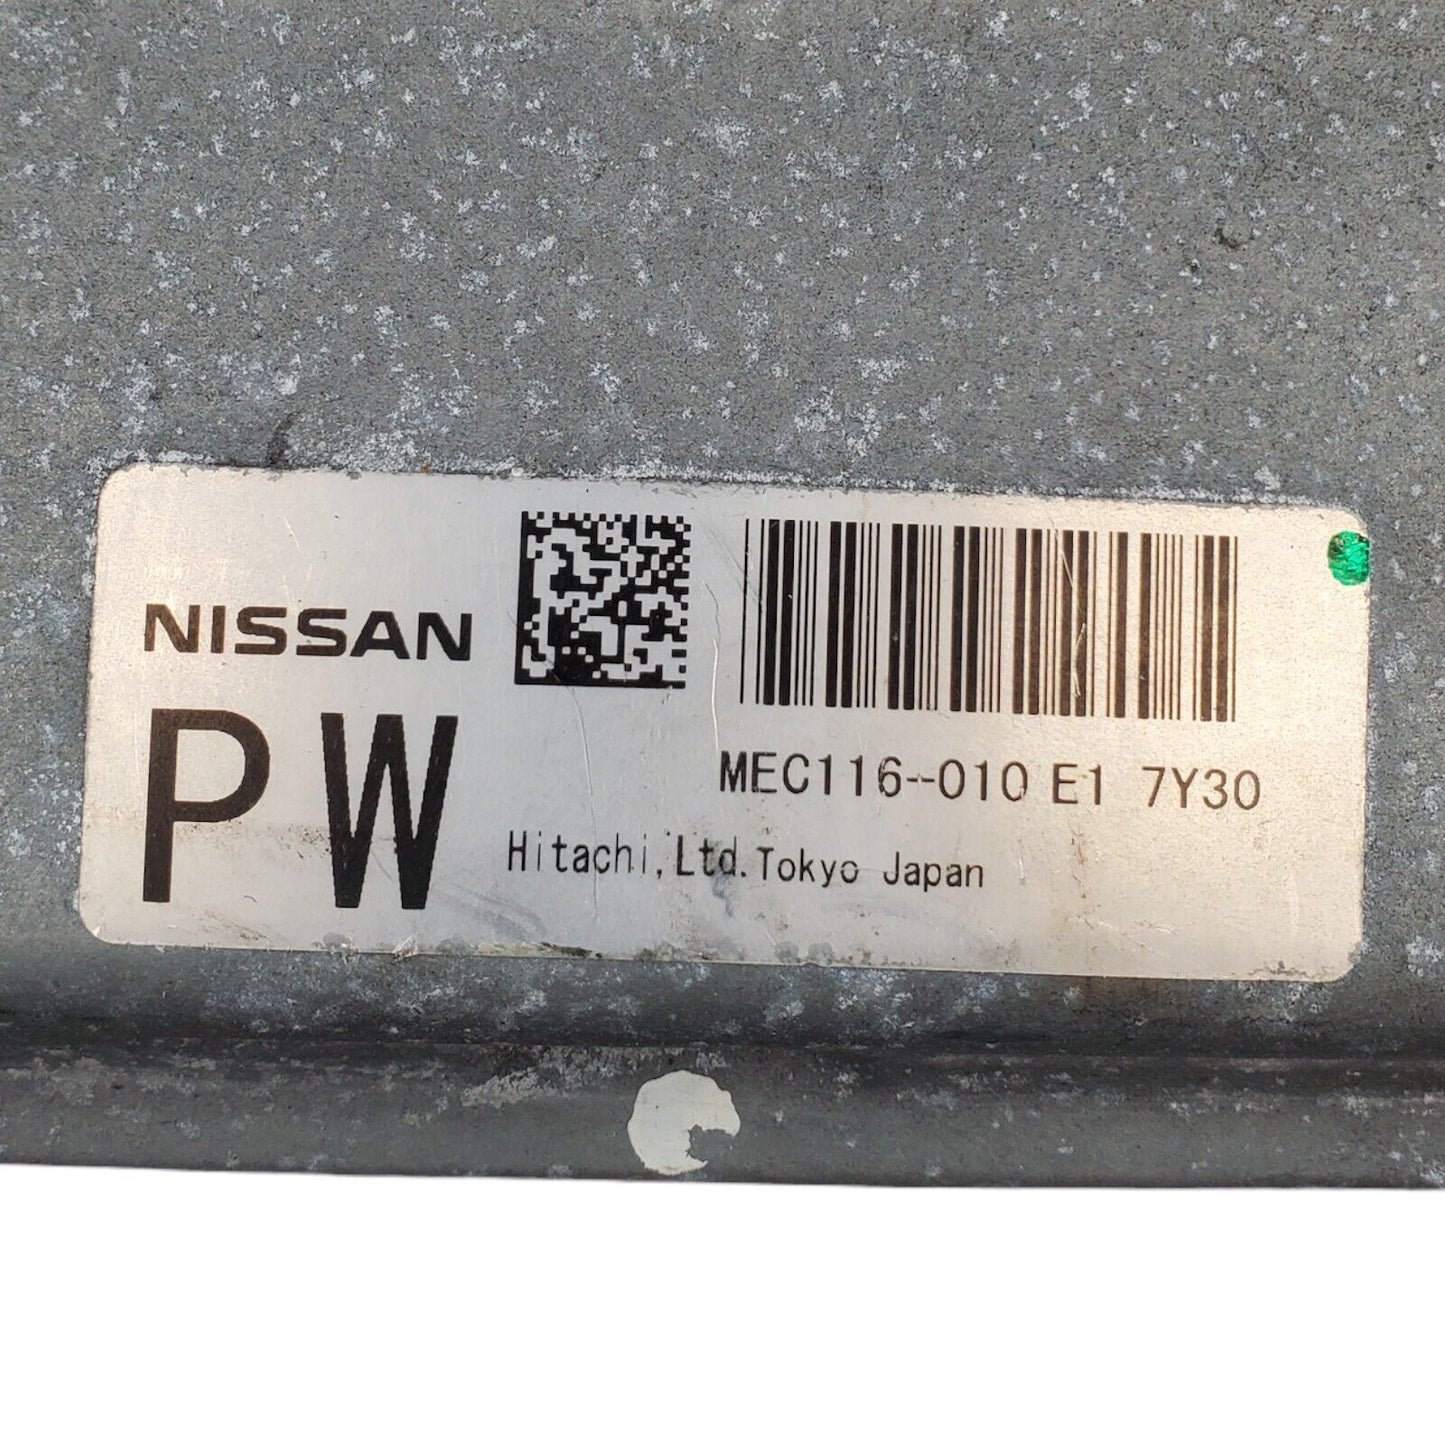 NISSAN
PW
MEC116-010 E1 7Y30
Hitachi, Ltd. Tokyo Japan